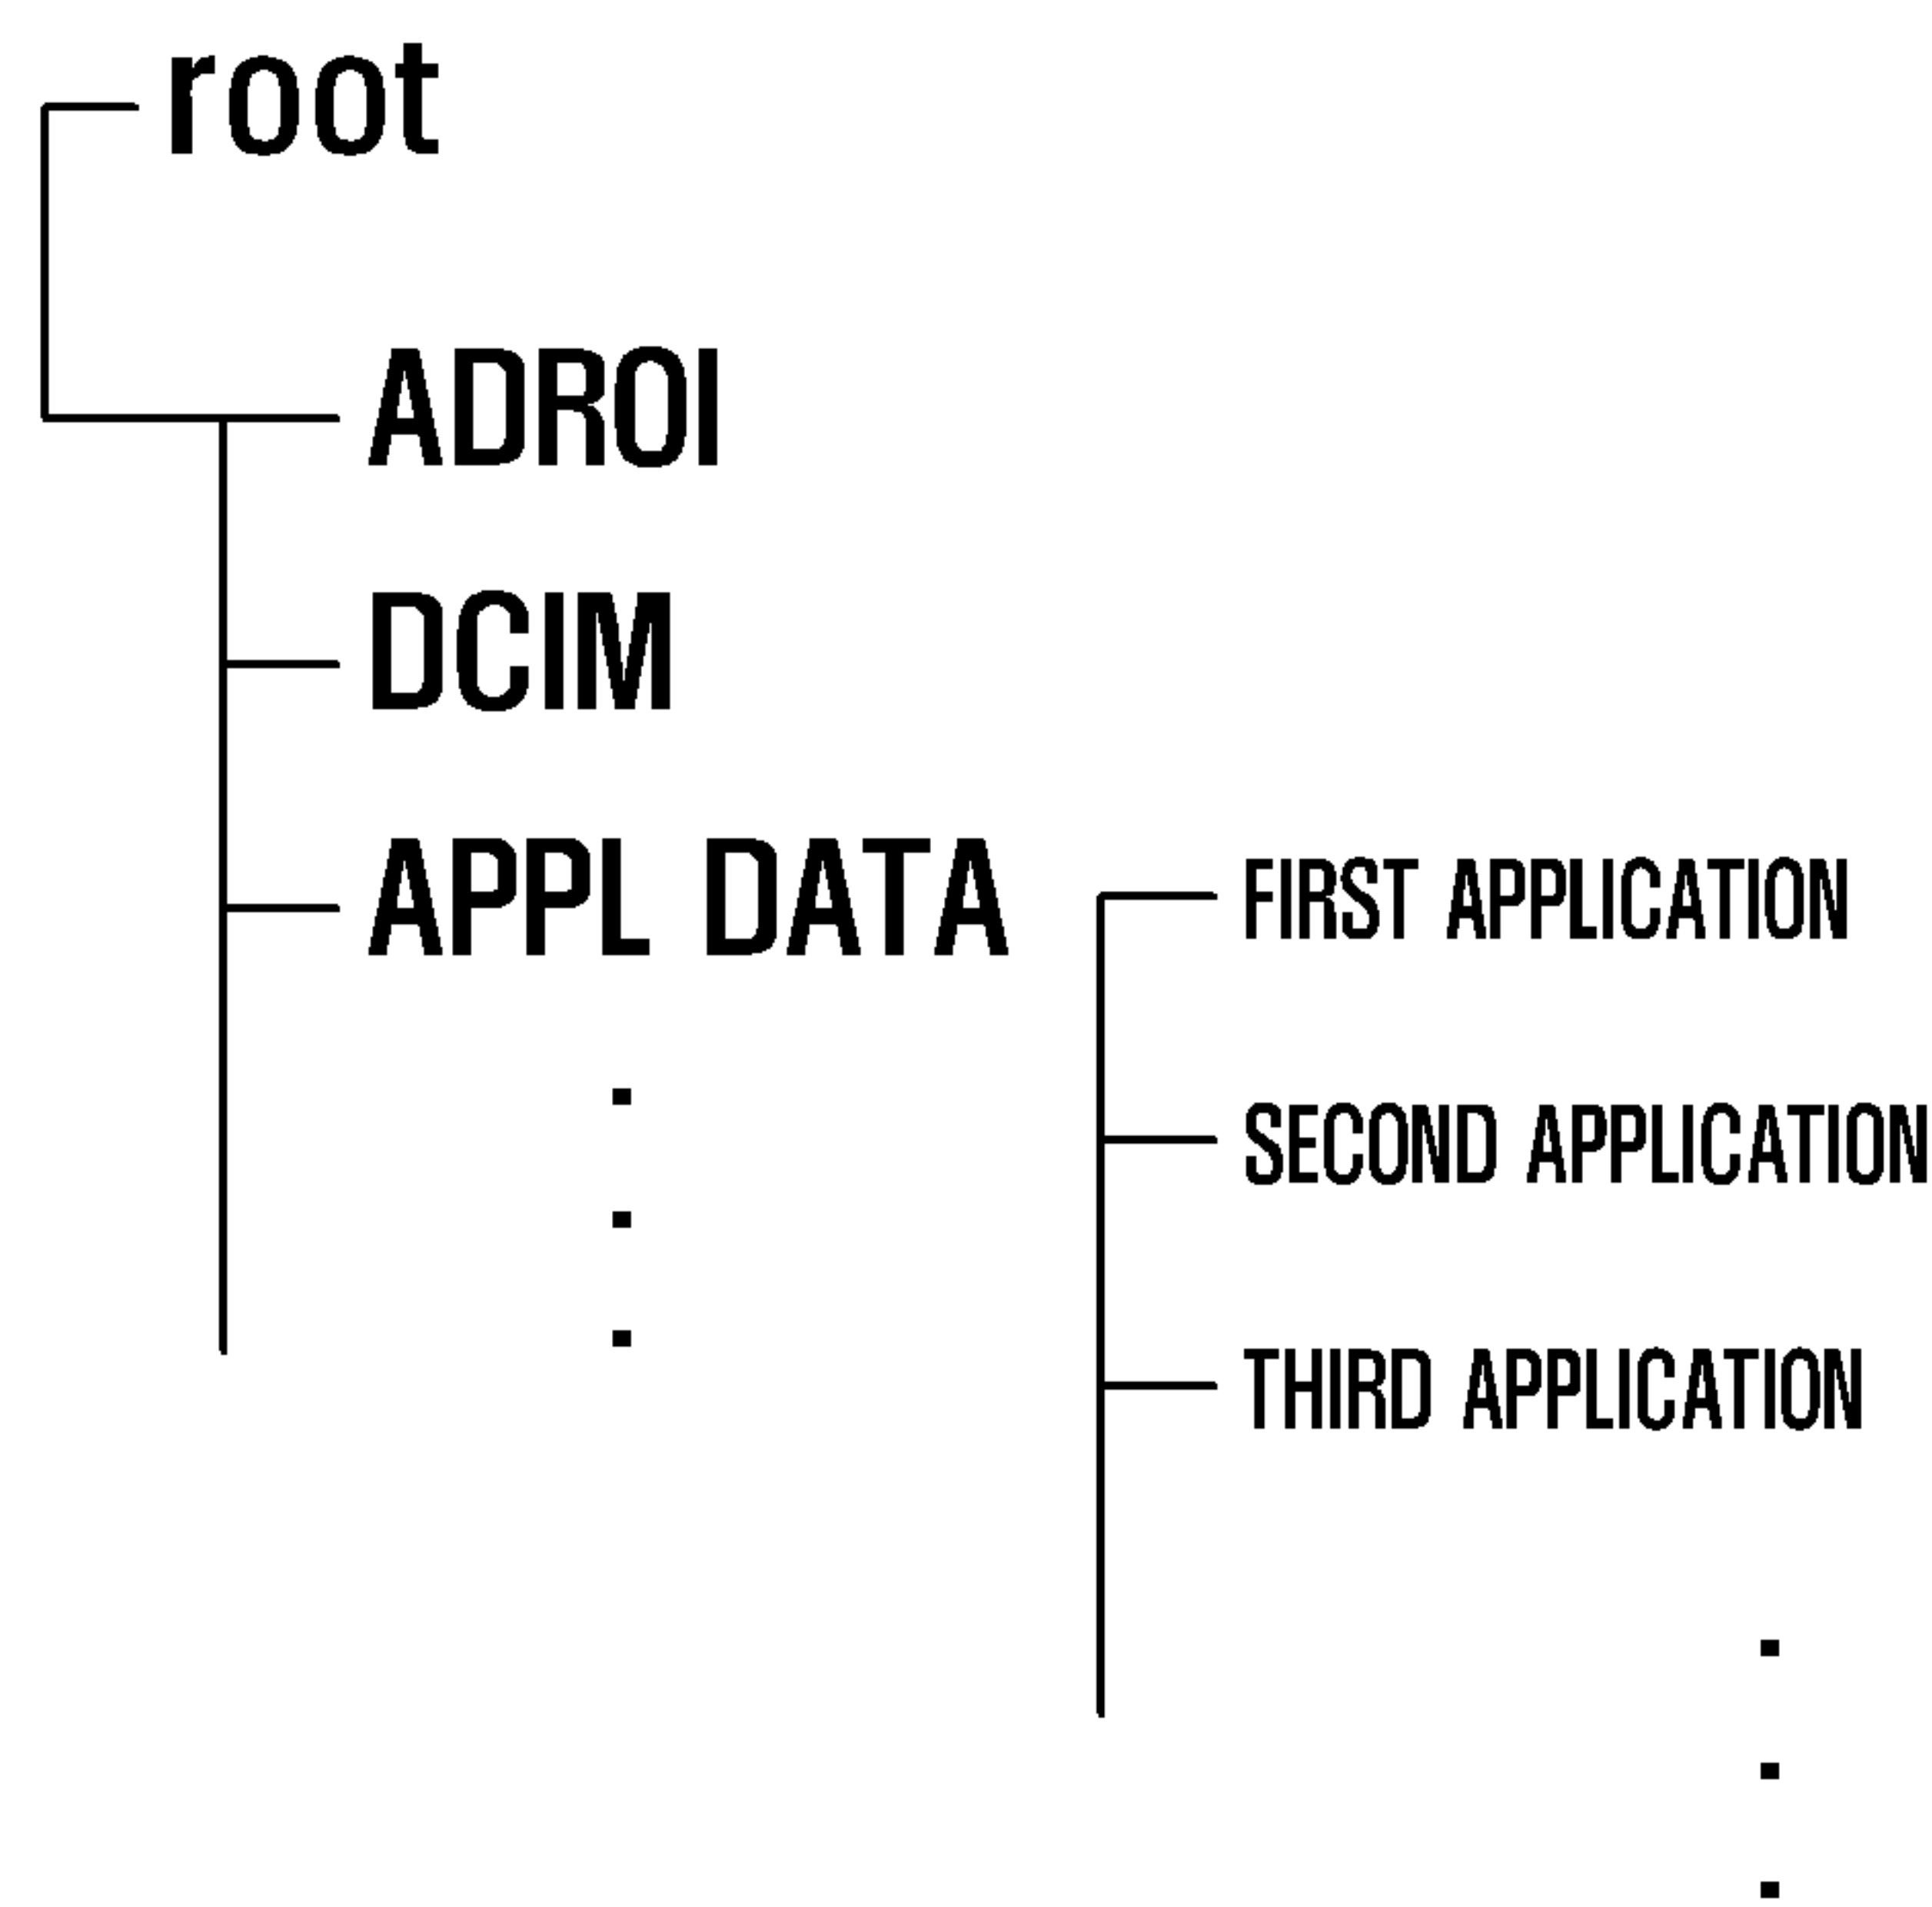 root
ADROI
DCIM
APPL DATA
FIRST APPLICATION
SECOND APPLICATION
THIRD APPLICATION